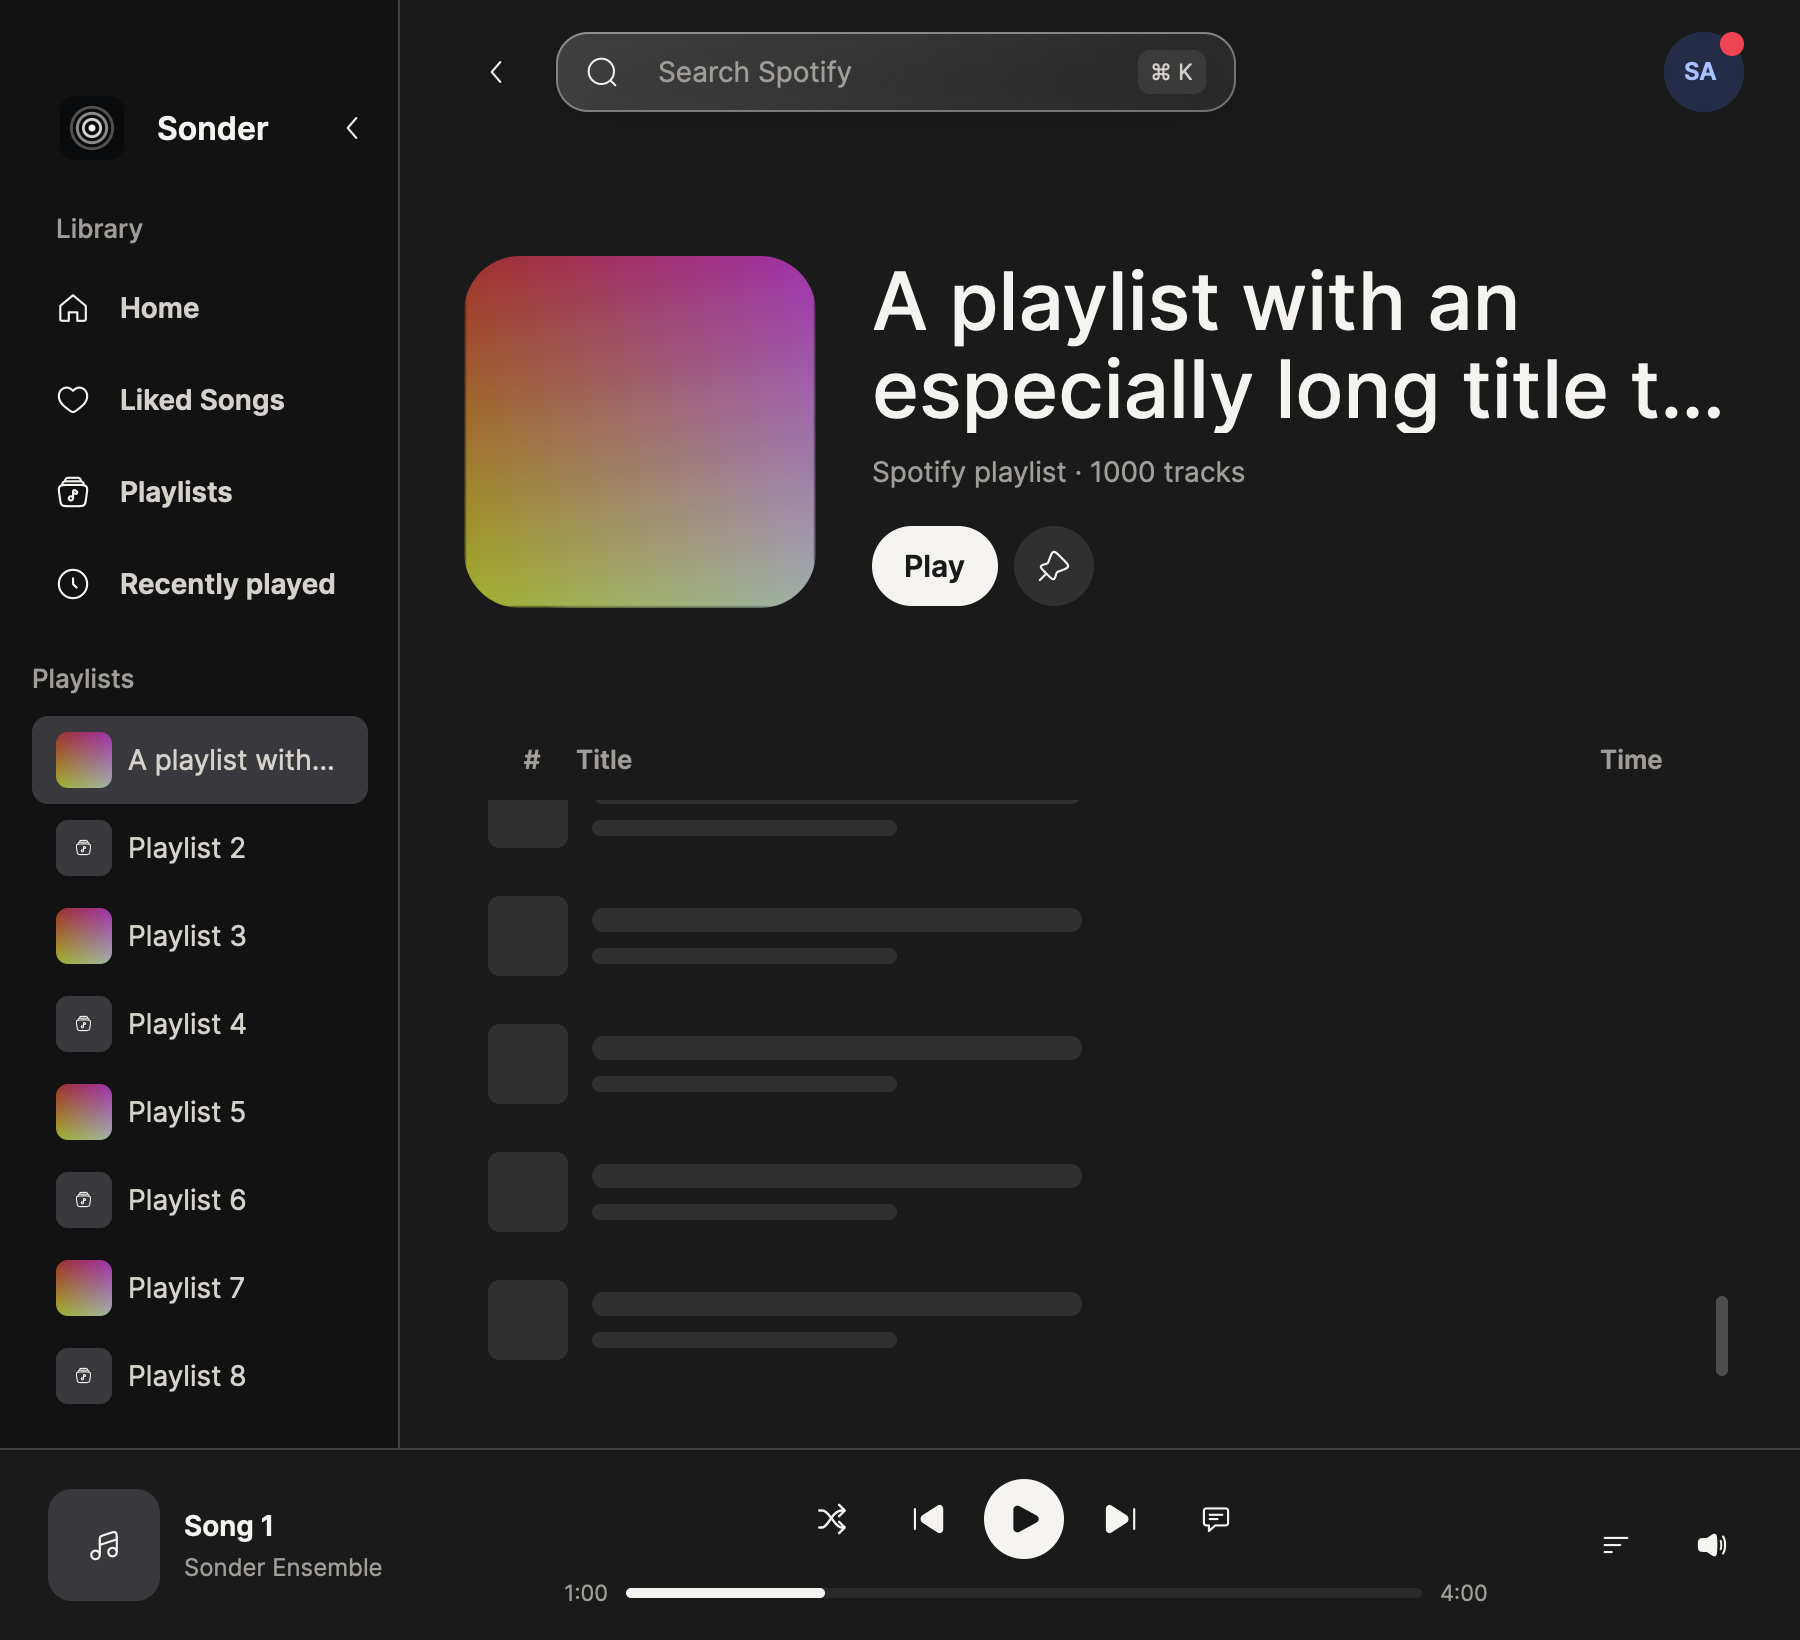 Search Spotify
⌘ K
SA
Sonder
Library
Home
Liked Songs
Playlists
Recently played
Playlists
A playlist with...
Playlist 2
Playlist 3
Playlist 4
Playlist 5
Playlist 6
Playlist 7
Playlist 8
A playlist with an
especially long title t...
Spotify playlist · 1000 tracks
Play
# Title Time
Song 1
Sonder Ensemble
1:00
4:00